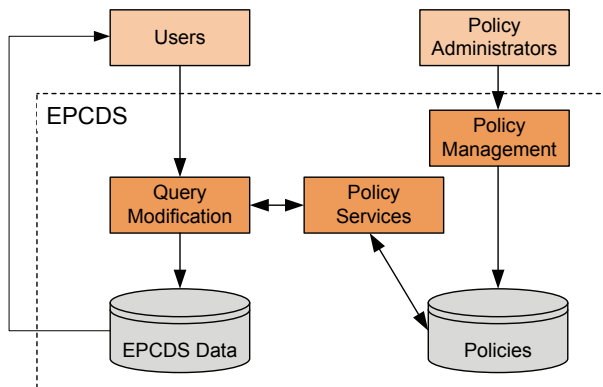 Users
Policy
Administrators
EPCDS
Policy
Management
Query
Modification
Policy
Services
EPCDS Data
Policies